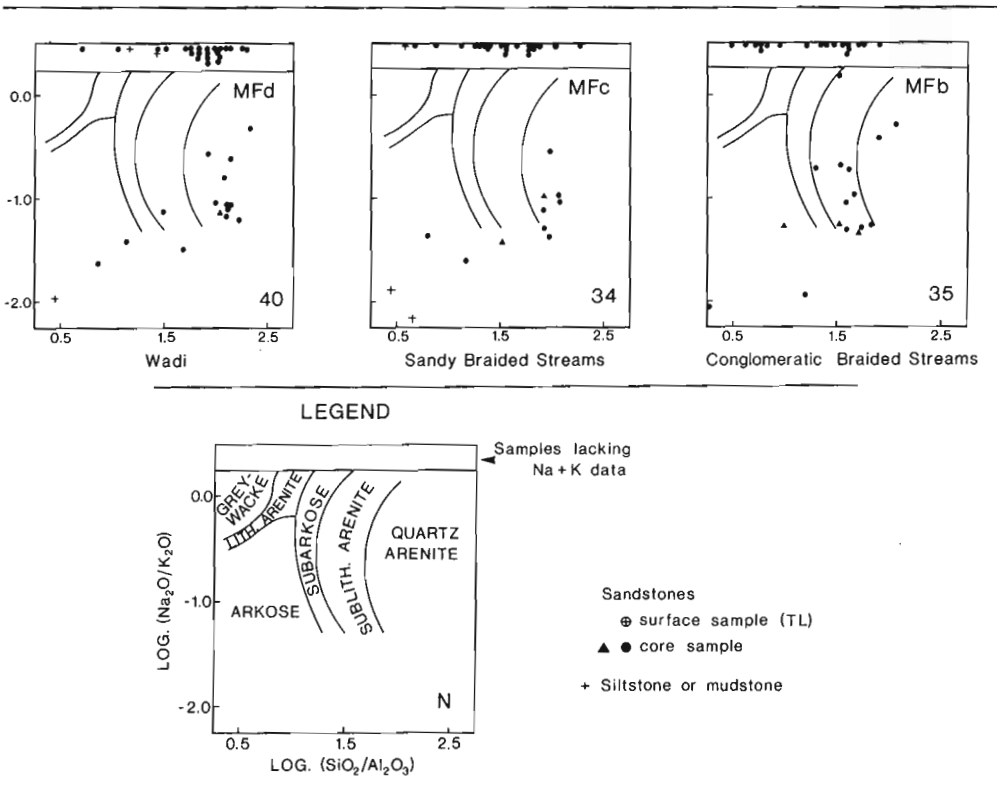 MFd
0.0
-1.0
-2.0
40
0.5 1.5 2.5
Wadi
MFc
34
0.5 1.5 2.5
Sandy Braided Streams
MFb
35
0.5 1.5 2.5
Conglomeratic Braided Streams
LEGEND
Samples lacking
Na+K data
GREY-
WACKE
LITH. ARENITE
SUBARKOSE
SUBLITH. ARENITE
QUARTZ
ARENITE
ARKOSE
N
0.0
-1.0
-2.0
LOG. (Na₂O/K₂O)
0.5 1.5 2.5
LOG. (SiO₂/Al₂O₃)
Sandstones
⊕ surface sample (TL)
▲ ● core sample
+ Siltstone or mudstone